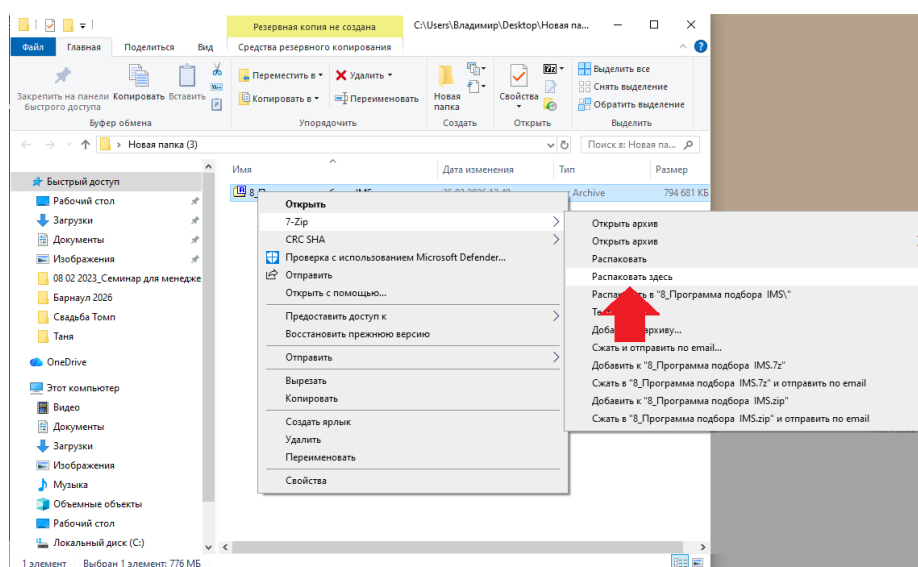 Резервная копия не создана
C:\Users\Владимир\Desktop\Новая па...
Файл Главная Поделиться Вид Средства резервного копирования
Закрепить на панели быстрого доступа
Копировать
Вставить
Буфер обмена
Переместить в
Удалить
Копировать в
Переименовать
Упорядочить
Новая папка
Создать
Свойства
Открыть
Выделить все
Снять выделение
Обратить выделение
Выделить
Новая папка (3)
Поиск в: Новая па...
Имя Дата изменения Тип Размер
Быстрый доступ
Рабочий стол
Загрузки
Документы
Изображения
08 02 2023_Семинар для менедже
Барнаул 2026
Свадьба Томп
Таня
OneDrive
Этот компьютер
Видео
Документы
Загрузки
Изображения
Музыка
Объемные объекты
Рабочий стол
Локальный диск (C:)
Archive 794 681 КБ
Открыть
7-Zip
CRC SHA
Проверка с использованием Microsoft Defender...
Отправить
Открыть с помощью...
Предоставить доступ к
Восстановить прежнюю версию
Отправить
Вырезать
Копировать
Создать ярлык
Удалить
Переименовать
Свойства
Открыть архив
Открыть архив
Распаковать
Распаковать здесь
в "8_Программа подбора IMS\"
архиву...
Сжать и отправить по email...
Добавить к "8_Программа подбора IMS.7z"
Сжать в "8_Программа подбора IMS.7z" и отправить по email
Добавить к "8_Программа подбора IMS.zip"
Сжать в "8_Программа подбора IMS.zip" и отправить по email
1 элемент Выбран 1 элемент: 776 МБ